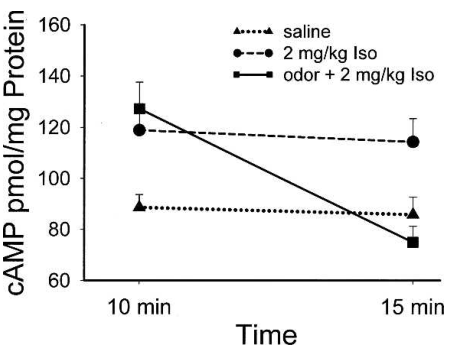 cAMP pmol/mg Protein
160
140
120
100
80
60
saline
2 mg/kg Iso
odor + 2 mg/kg Iso
10 min
15 min
Time